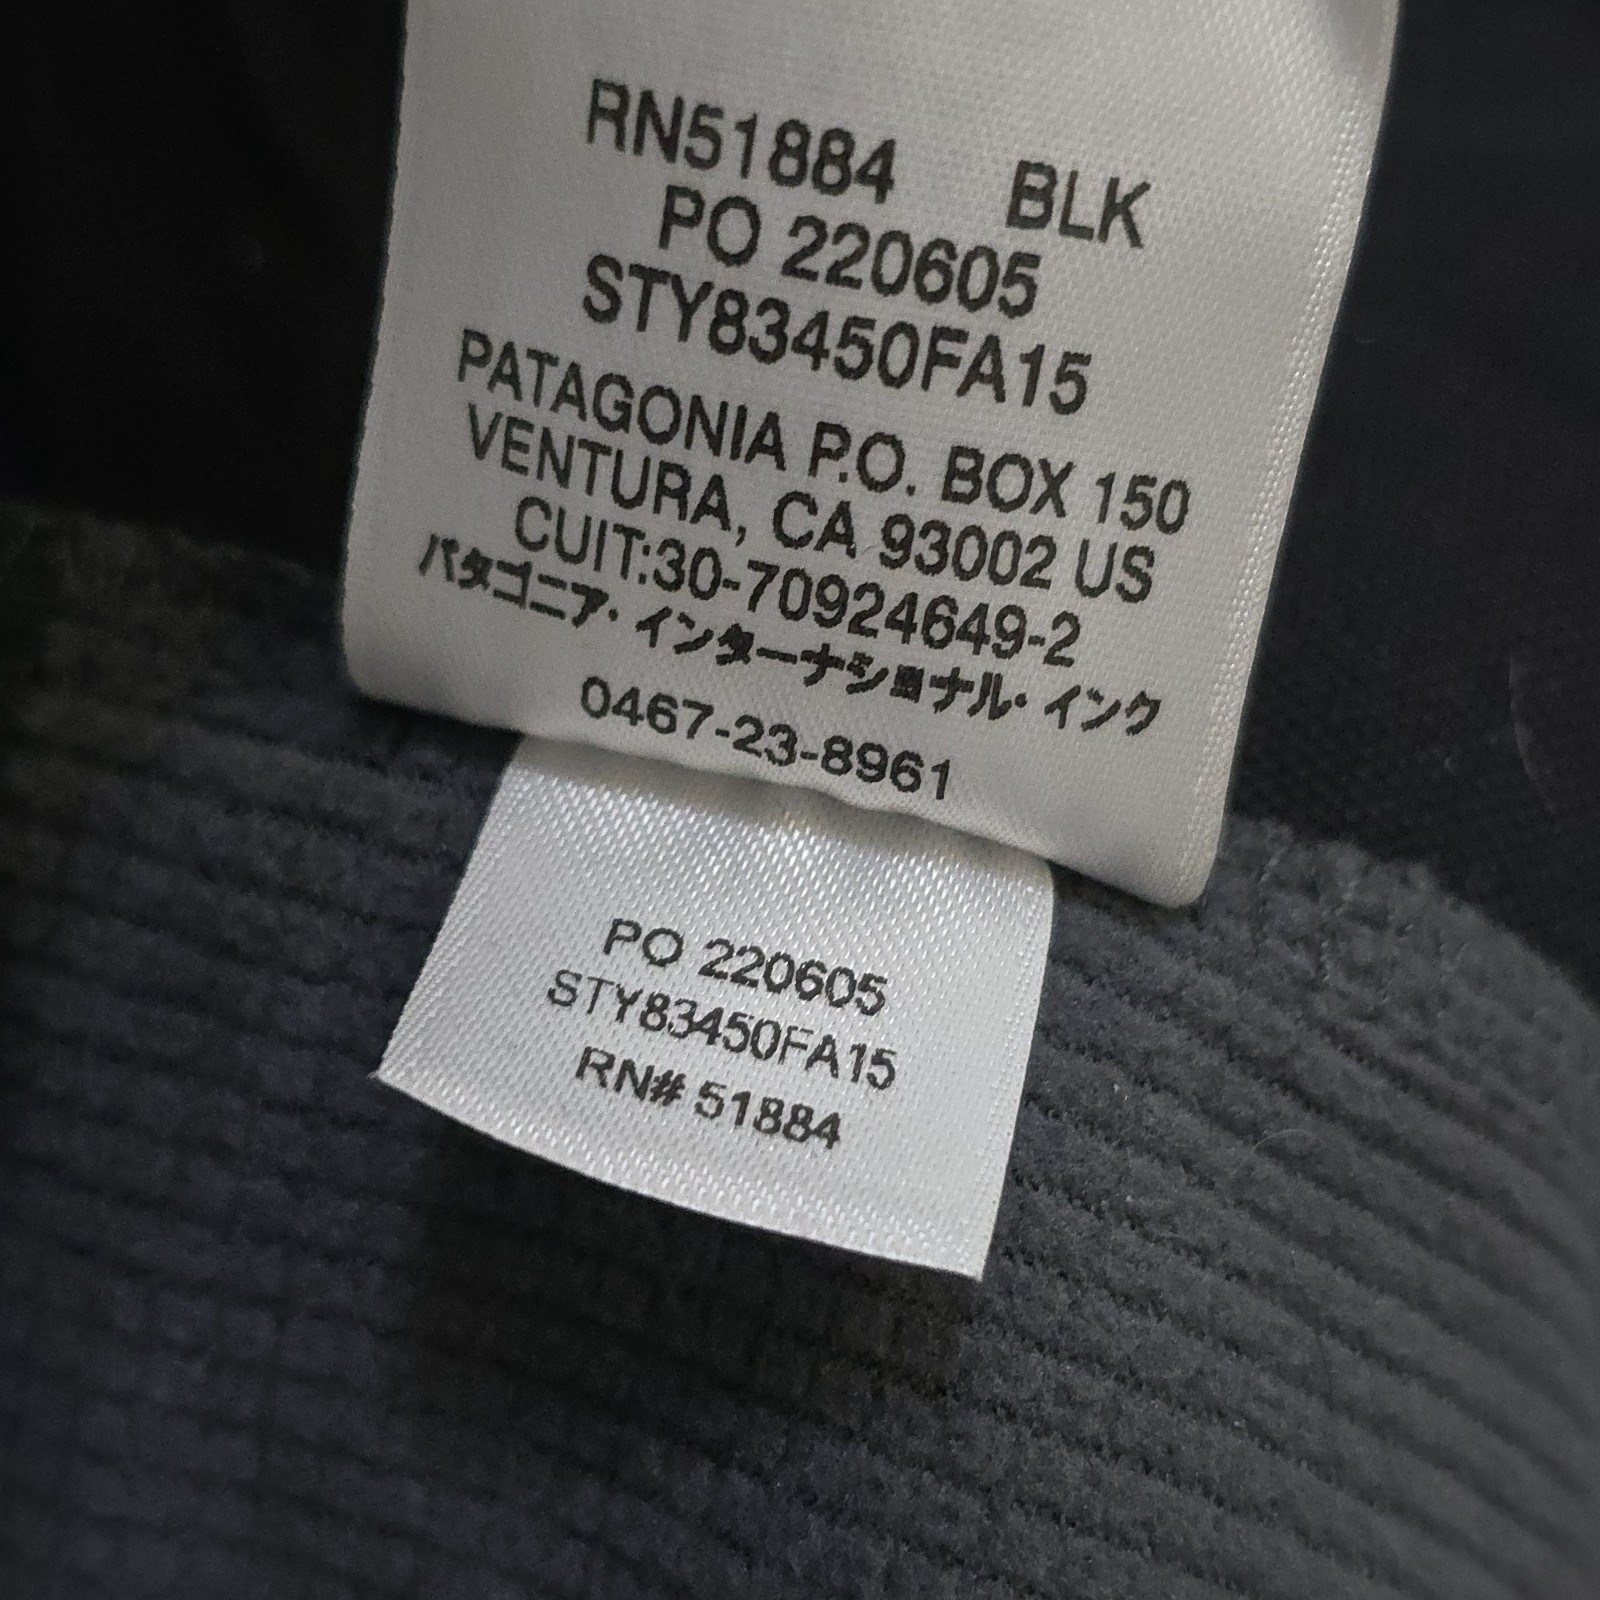 RN51884 BLK
PO 220605
STY83450FA15
PATAGONIA P.O. BOX 150
VENTURA, CA 93002 US
CUIT:30-70924649-2
パタゴニア・インターナショナル・インク
0467-23-8961
PO 220605
STY83450FA15
RN# 51884